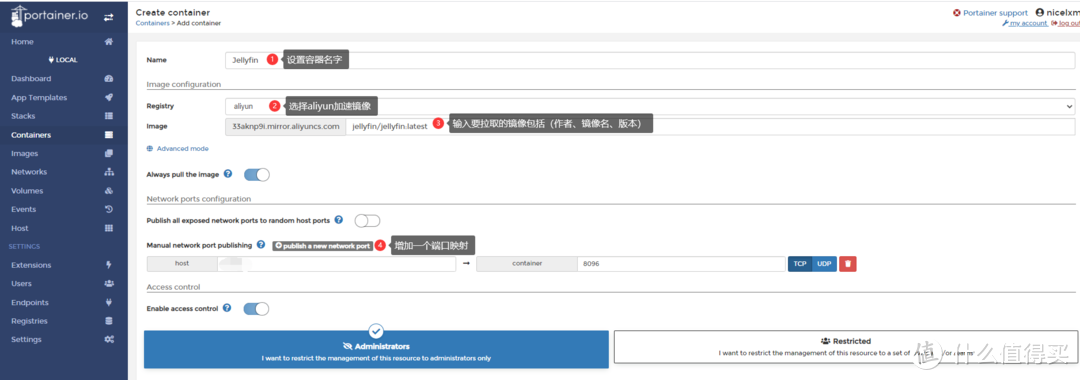 portainer.io
Home
LOCAL
Dashboard
App Templates
Stacks
Containers
Images
Networks
Volumes
Events
Host
SETTINGS
Extensions
Users
Endpoints
Registries
Settings
Create container
Containers > Add container
Portainer support nicelxm
my account log out
Name Jellyfin 1 设置容器名字
Image configuration
Registry aliyun 2 选择aliyun加速镜像
Image 33aknp9i.mirror.aliyuncs.com jellyfin/jellyfin.latest 3 输入要拉取的镜像包括（作者、镜像名、版本）
Advanced mode
Always pull the image
Network ports configuration
Publish all exposed network ports to random host ports
Manual network port publishing publish a new network port 4 增加一个端口映射
host → container 8096 TCP UDP
Access control
Enable access control
Administrators
I want to restrict the management of this resource to administrators only
Restricted
I want to restrict the management of this resource to a set of
值 什么值得买